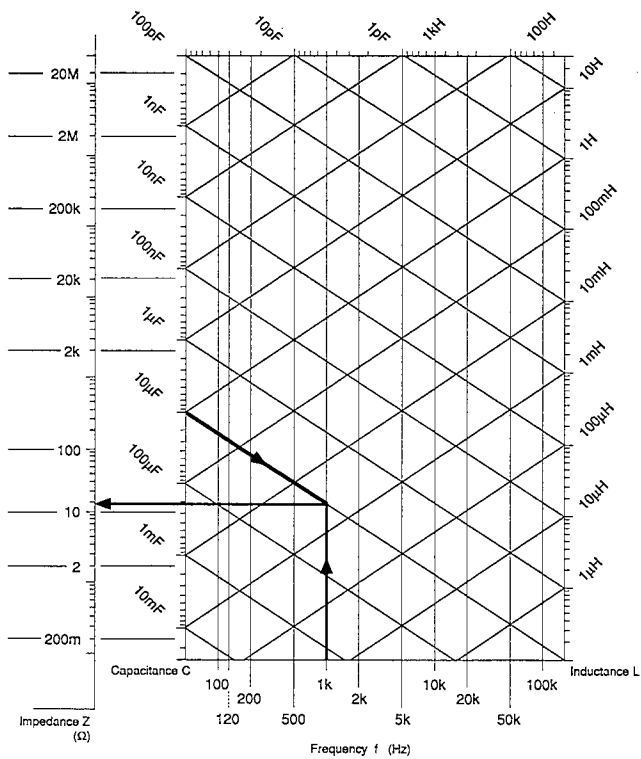 100pF
10pF
1pF
1kH
100H
10H
1H
100mH
10mH
1mH
100µH
10µH
1µH
20M
2M
200k
20k
2k
100
10
2
200m
1nF
10nF
100nF
1µF
10µF
100µF
1mF
10mF
Capacitance C
Inductance L
100
1k
10k
100k
200
2k
20k
120
500
5k
50k
Impedance Z
(Ω)
Frequency f (Hz)